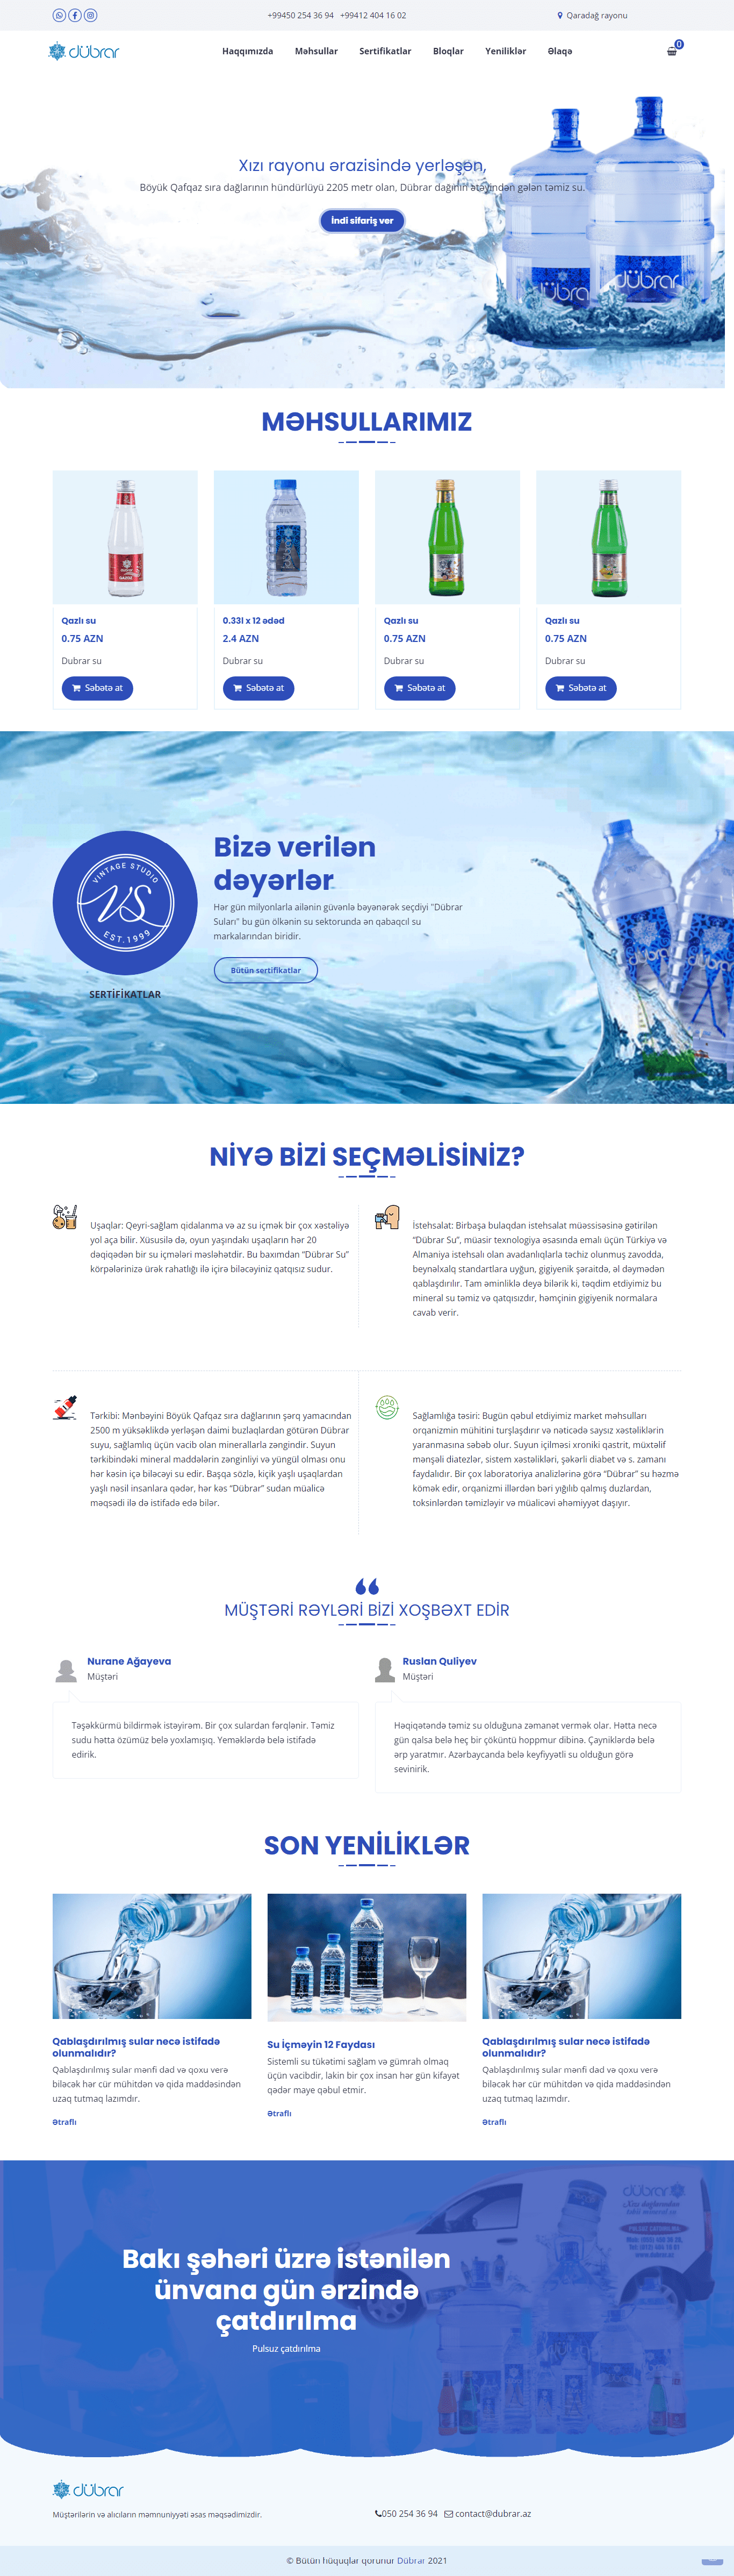 +99450 254 36 94 +99412 404 16 02
Qaradağ rayonu
dübrar
Haqqımızda Məhsullar Sertifikatlar Bloqlar Yeniliklər Əlaqə
0
Xızı rayonu ərazisində yerləşən,
Böyük Qafqaz sıra dağlarının hündürlüyü 2205 metr olan, Dübrar dağının ətəyindən gələn təmiz su.
İndi sifariş ver
dübrar
MƏHSULLARIMIZ
Qazlı su
0.75 AZN
Dubrar su
Səbətə at
0.33l x 12 ədəd
2.4 AZN
Dubrar su
Səbətə at
Qazlı su
0.75 AZN
Dubrar su
Səbətə at
Qazlı su
0.75 AZN
Dubrar su
Səbətə at
VINTAGE STUDIO
VS
EST.1999
SERTİFİKATLAR
Bizə verilən
dəyərlər
Hər gün milyonlarla ailənin güvənlə bəyənərək seçdiyi "Dübrar
Suları" bu gün ölkənin su sektorunda ən qabaqcıl su
markalarından biridir.
Bütün sertifikatlar
NİYƏ BİZİ SEÇMƏLİSİNİZ?
Uşaqlar: Qeyri-sağlam qidalanma və az su içmək bir çox xəstəliyə
yol aça bilir. Xüsusilə də, oyun yaşındakı uşaqların hər 20
dəqiqədən bir su içmələri məsləhətdir. Bu baxımdan “Dübrar Su”
körpələrinizə ürək rahatlığı ilə içirə biləcəyiniz qatqısız sudur.
İstehsalat: Birbaşa bulaqdan istehsalat müəssisəsinə gətirilən
“Dübrar Su”, müasir texnologiya əsasında emalı üçün Türkiyə və
Almaniya istehsalı olan avadanlıqlarla təchiz olunmuş zavodda,
beynəlxalq standartlara uyğun, gigiyenik şəraitdə, əl dəymədən
qablaşdırılır. Tam əminliklə deyə bilərik ki, təqdim etdiyimiz bu
mineral su təmiz və qatqısızdır, həmçinin gigiyenik normalara
cavab verir.
Tərkibi: Mənbəyini Böyük Qafqaz sıra dağlarının şərq yamacından
2500 m yüksəklikdə yerləşən daimi buzlaqlardan götürən Dübrar
suyu, sağlamlıq üçün vacib olan minerallarla zəngindir. Suyun
tərkibindəki mineral maddələrin zənginliyi və yüngül olması onu
hər kəsin içə biləcəyi su edir. Başqa sözlə, kiçik yaşlı uşaqlardan
yaşlı nəsil insanlara qədər, hər kəs “Dübrar” sudan müalicə
məqsədi ilə də istifadə edə bilər.
Sağlamlığa təsiri: Bugün qəbul etdiyimiz market məhsulları
orqanizmin mühitini turşlaşdırır və nəticədə saysız xəstəliklərin
yaranmasına səbəb olur. Suyun içilməsi xroniki qastrit, müxtəlif
mənşəli diatezlər, sistem xəstəlikləri, şəkərli diabet və s. zamanı
faydalıdır. Bir çox laboratoriya analizlərinə görə “Dübrar” su həzmə
kömək edir, orqanizmi illərdən bəri yığılıb qalmış duzlardan,
toksinlərdən təmizləyir və müalicəvi əhəmiyyət daşıyır.
MÜŞTƏRİ RƏYLƏRİ BİZİ XOŞBƏXT EDİR
Nurane Ağayeva
Müştəri
Təşəkkürmü bildirmək istəyirəm. Bir çox sulardan fərqlənir. Təmiz
sudu hətta özümüz belə yoxlamışıq. Yeməklərdə belə istifadə
edirik.
Ruslan Quliyev
Müştəri
Həqiqətəndə təmiz su olduğuna zəmanət vermək olar. Hətta necə
gün qalsa belə heç bir çöküntü hoppmur dibinə. Çayniklərdə belə
ərp yaratmır. Azərbaycanda belə keyfiyyətli su olduğun görə
sevinirik.
SON YENİLİKLƏR
Qablaşdırılmış sular necə istifadə
olunmalıdır?
Qablaşdırılmış sular mənfi dad və qoxu verə
biləcək hər cür mühitdən və qida maddəsindən
uzaq tutmaq lazımdır.
Ətraflı
Su içməyin 12 Faydası
Sistemli su tükətimi sağlam və gümrah olmaq
üçün vacibdir, lakin bir çox insan hər gün kifayət
qədər maye qəbul etmir.
Ətraflı
Qablaşdırılmış sular necə istifadə
olunmalıdır?
Qablaşdırılmış sular mənfi dad və qoxu verə
biləcək hər cür mühitdən və qida maddəsindən
uzaq tutmaq lazımdır.
Ətraflı
dübrar
Bakı şəhəri üzrə istənilən
ünvana gün ərzində
çatdırılma
Pulsuz çatdırılma
dübrar
Müştərilərin və alıcıların məmnuniyyəti əsas məqsədimizdir.
050 254 36 94 contact@dubrar.az
© Bütün hüquqlar qorunur Dübrar 2021